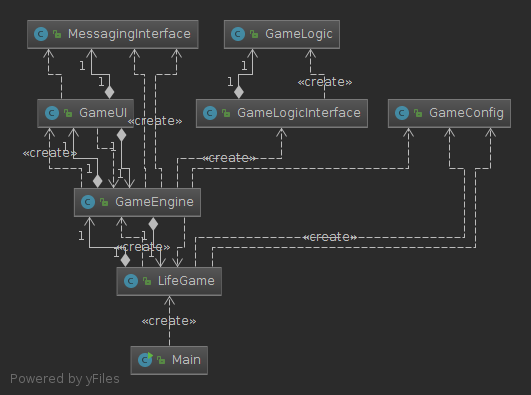 MessagingInterface
GameLogic
1
1
«create»
1
1
GameUI
GameLogicInterface
GameConfig
«create»
«create»
1
1
«create»
1
1
GameEngine
1
«create»
1
1
«create»
LifeGame
«create»
Main
Powered by yFiles